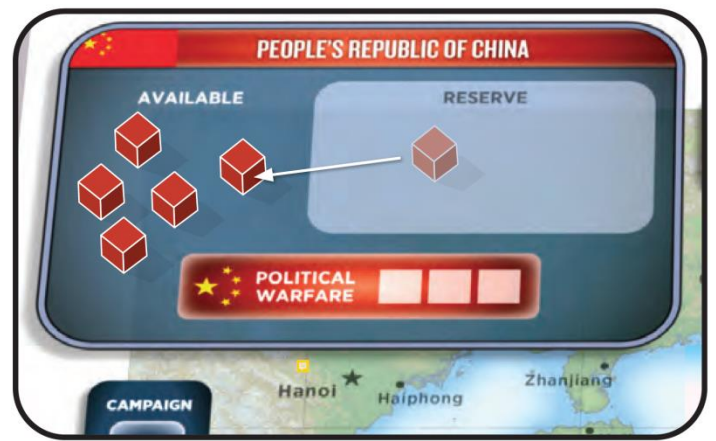 PEOPLE'S REPUBLIC OF CHINA
AVAILABLE
RESERVE
POLITICAL
WARFARE
Hanoi
Haiphong
Zhanjiang
CAMPAIGN